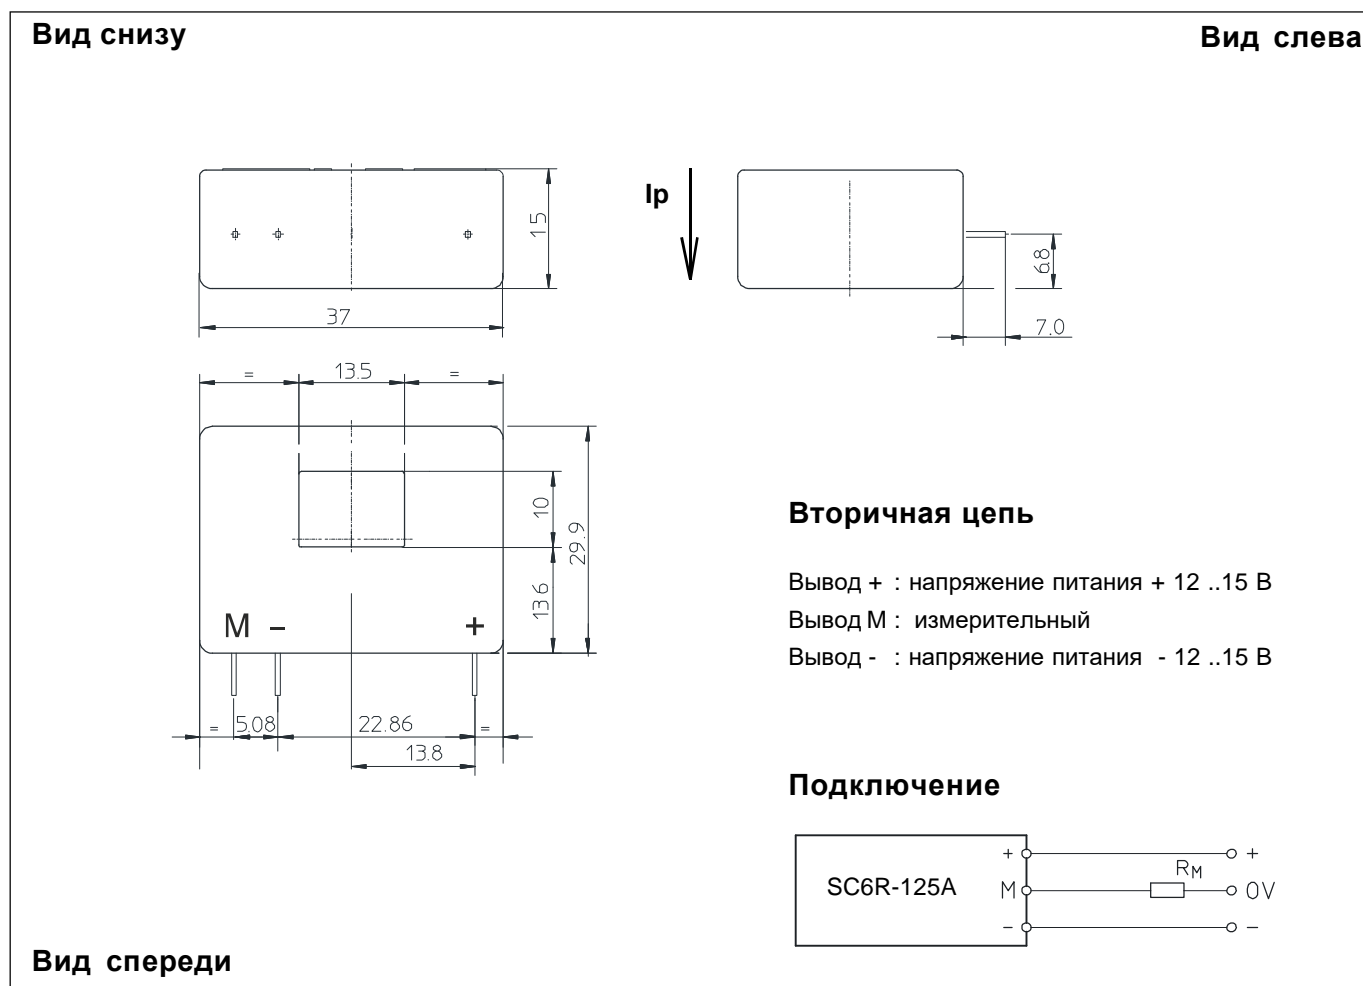 Вид снизу
Вид слева
15
Ip
6.8
37
7.0
= 13.5 =
10
29.9
13.6
M - +
= 5.08 22.86 =
13.8
Вторичная цепь
Вывод + : напряжение питания + 12 ..15 В
Вывод М : измерительный
Вывод - : напряжение питания - 12 ..15 В
Подключение
SC6R-125A
+ +
M RM 0V
- -
Вид спереди